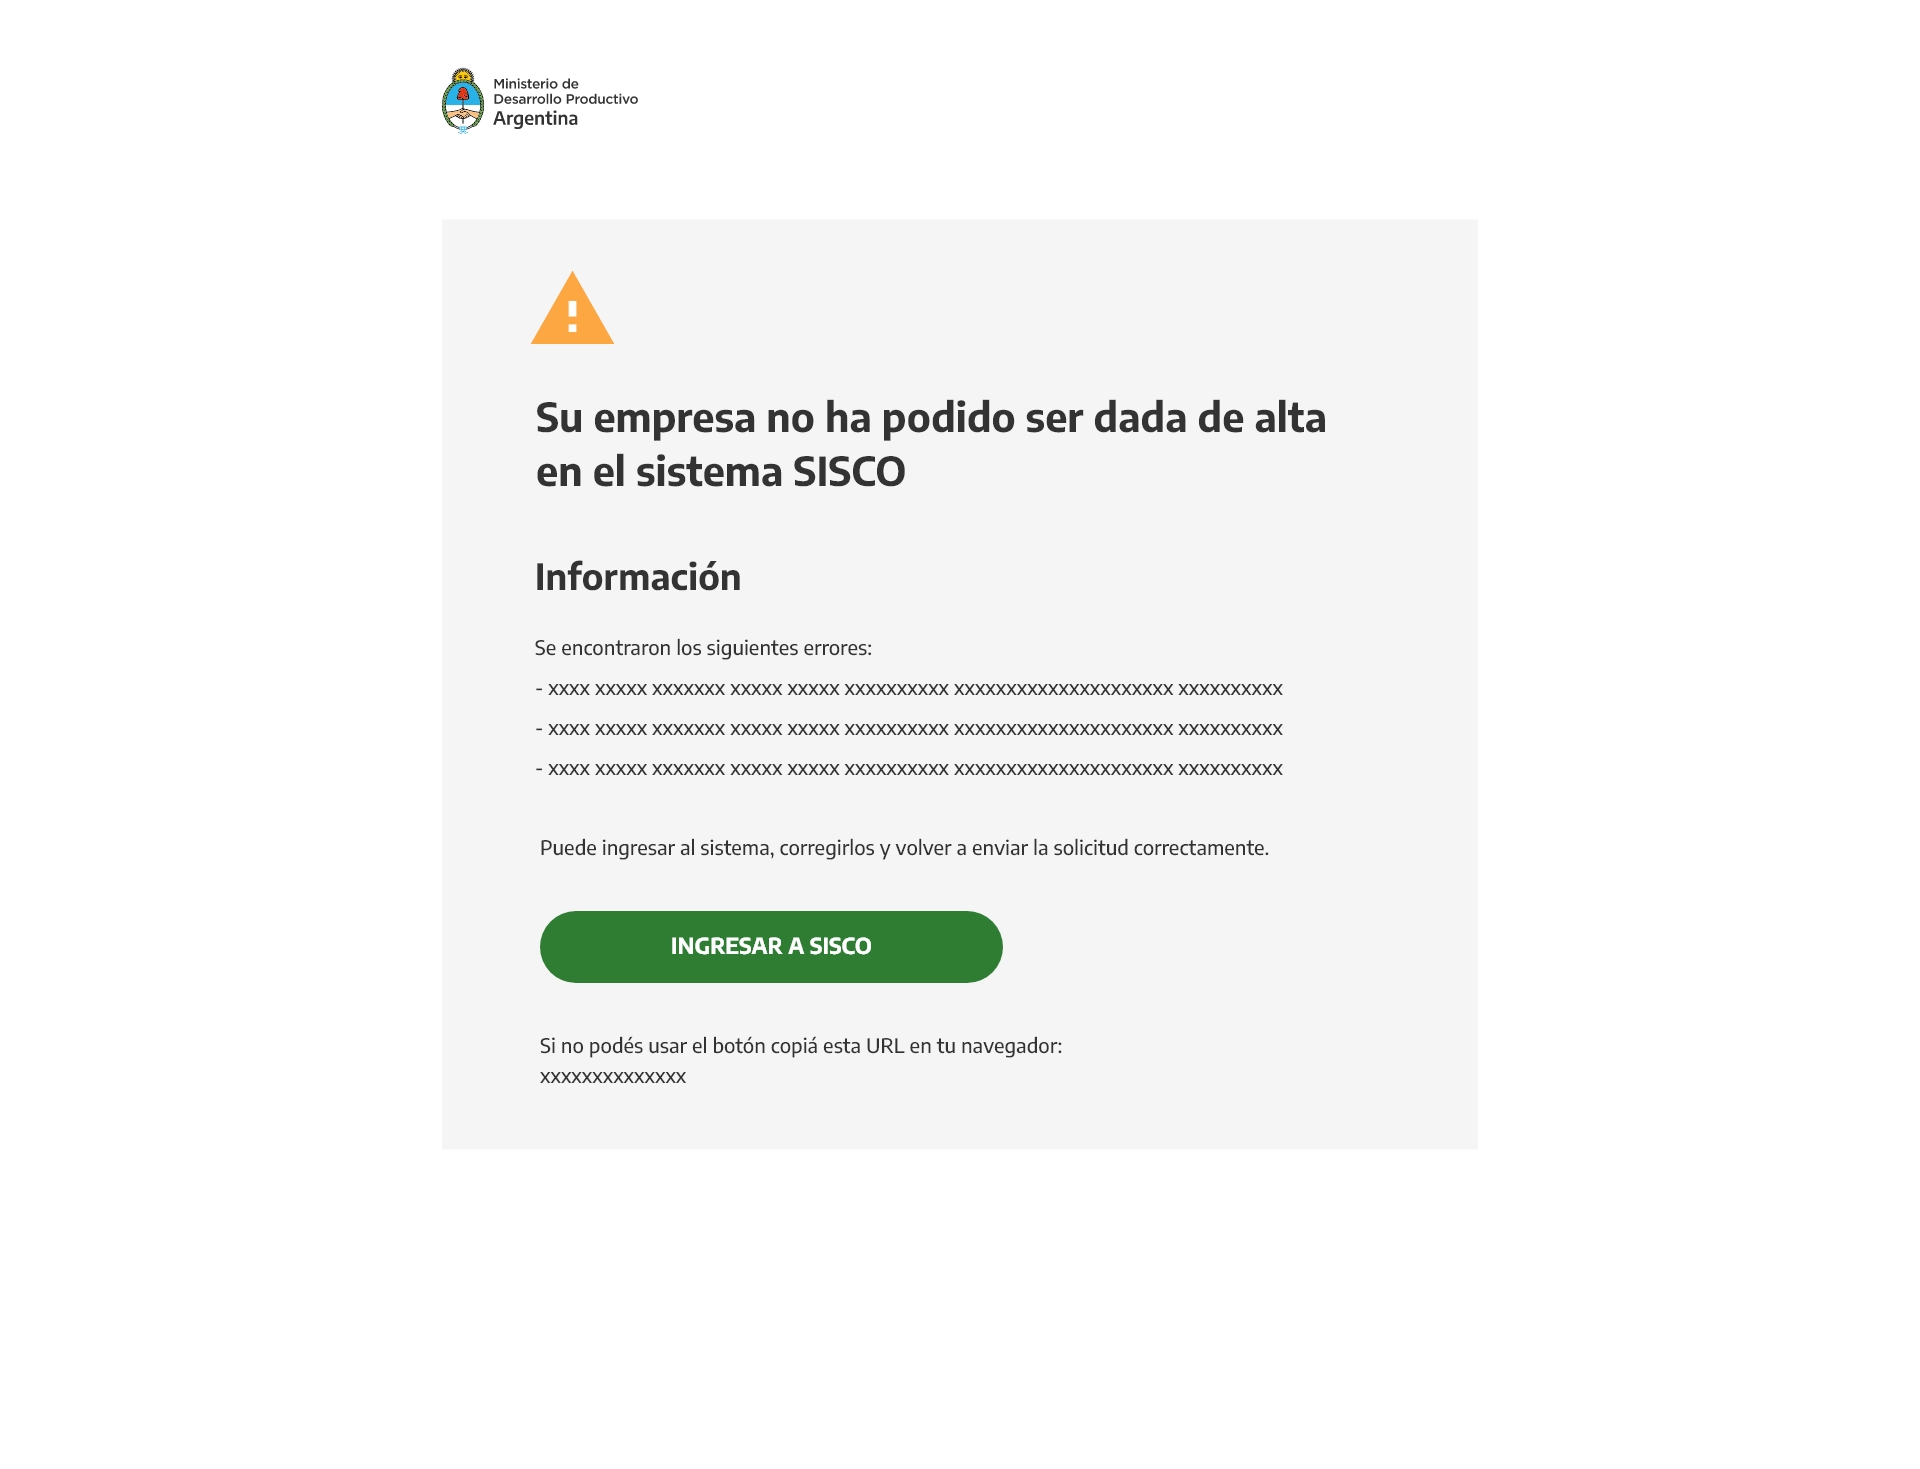 Ministerio de
Desarrollo Productivo
Argentina
Su empresa no ha podido ser dada de alta
en el sistema SISCO
Información
Se encontraron los siguientes errores:
- xxxx xxxxx xxxxxxx xxxxx xxxxx xxxxxxxxxx xxxxxxxxxxxxxxxxxxxxx xxxxxxxxxx
- xxxx xxxxx xxxxxxx xxxxx xxxxx xxxxxxxxxx xxxxxxxxxxxxxxxxxxxxx xxxxxxxxxx
- xxxx xxxxx xxxxxxx xxxxx xxxxx xxxxxxxxxx xxxxxxxxxxxxxxxxxxxxx xxxxxxxxxx
Puede ingresar al sistema, corregirlos y volver a enviar la solicitud correctamente.
INGRESAR A SISCO
Si no podés usar el botón copiá esta URL en tu navegador:
xxxxxxxxxxxxxx